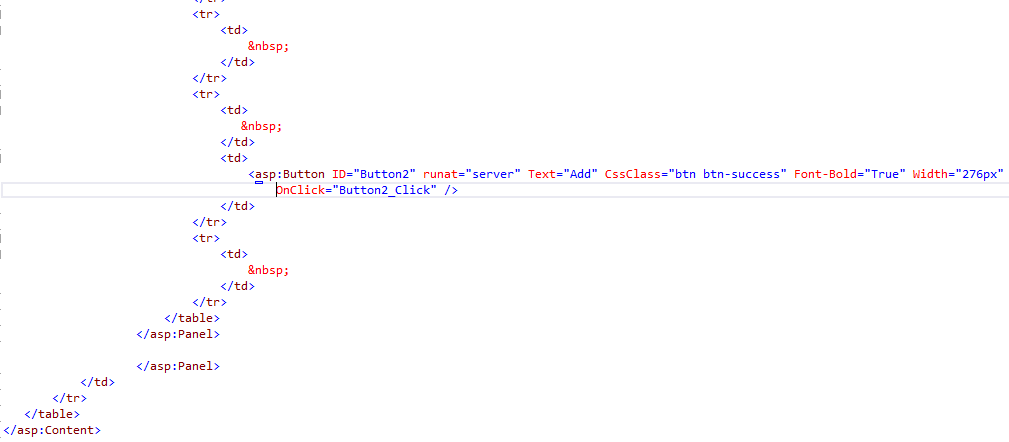 </tr>
<tr>
<td>
&nbsp;
</td>
</tr>
<tr>
<td>
&nbsp;
</td>
<td>
<asp:Button ID="Button2" runat="server" Text="Add" CssClass="btn btn-success" Font-Bold="True" Width="276px"
OnClick="Button2_Click" />
</td>
</tr>
<tr>
<td>
&nbsp;
</td>
</tr>
</table>
</asp:Panel>
</asp:Panel>
</td>
</tr>
</table>
</asp:Content>